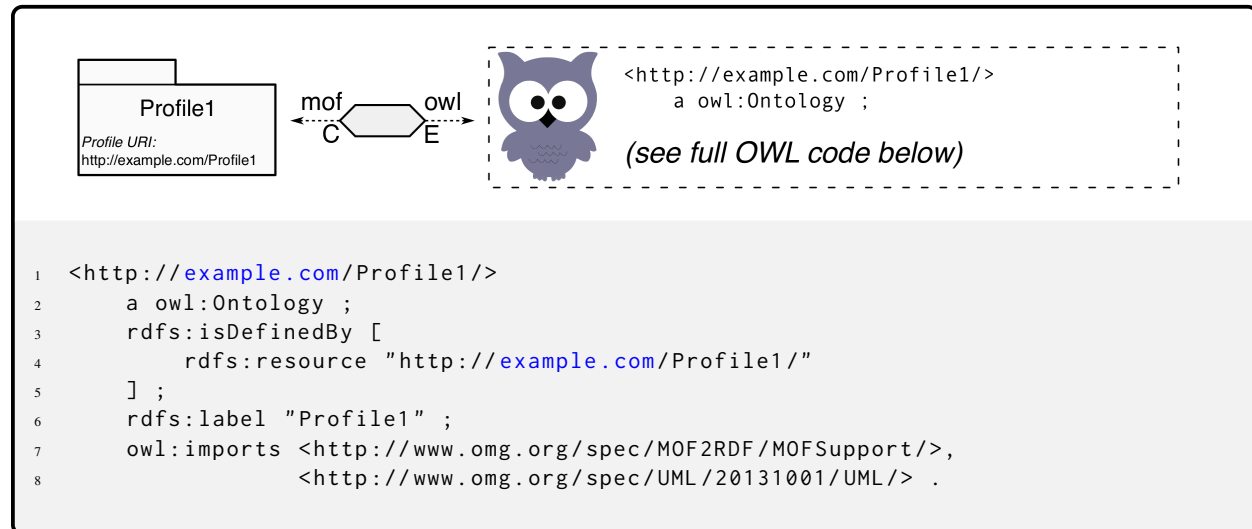 Profile1
Profile URI:
http://example.com/Profile1
mof
C
owl
E
<http://example.com/Profile1/>
a owl:Ontology ;
(see full OWL code below)
1 <http://example.com/Profile1/>
2 a owl:Ontology ;
3 rdfs:isDefinedBy [
4 rdfs:resource "http://example.com/Profile1/"
5 ] ;
6 rdfs:label "Profile1" ;
7 owl:imports <http://www.omg.org/spec/MOF2RDF/MOFSupport/>,
8 <http://www.omg.org/spec/UML/20131001/UML/> .